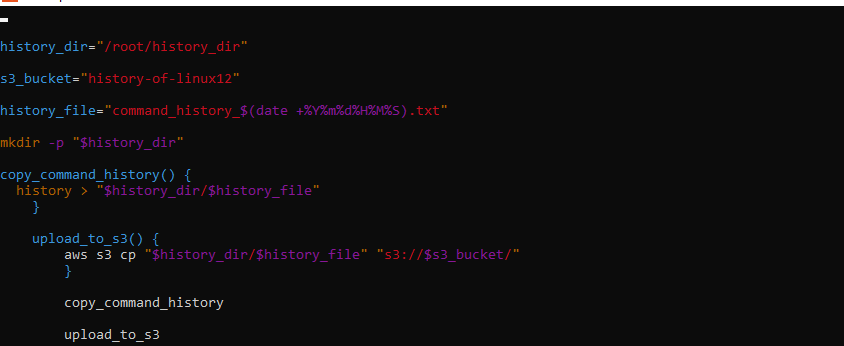 history_dir="/root/history_dir"
s3_bucket="history-of-linux12"
history_file="command_history_$(date +%Y%m%d%H%M%S).txt"
mkdir -p "$history_dir"
copy_command_history() {
history > "$history_dir/$history_file"
}
upload_to_s3() {
aws s3 cp "$history_dir/$history_file" "s3://$s3_bucket/"
}
copy_command_history
upload_to_s3